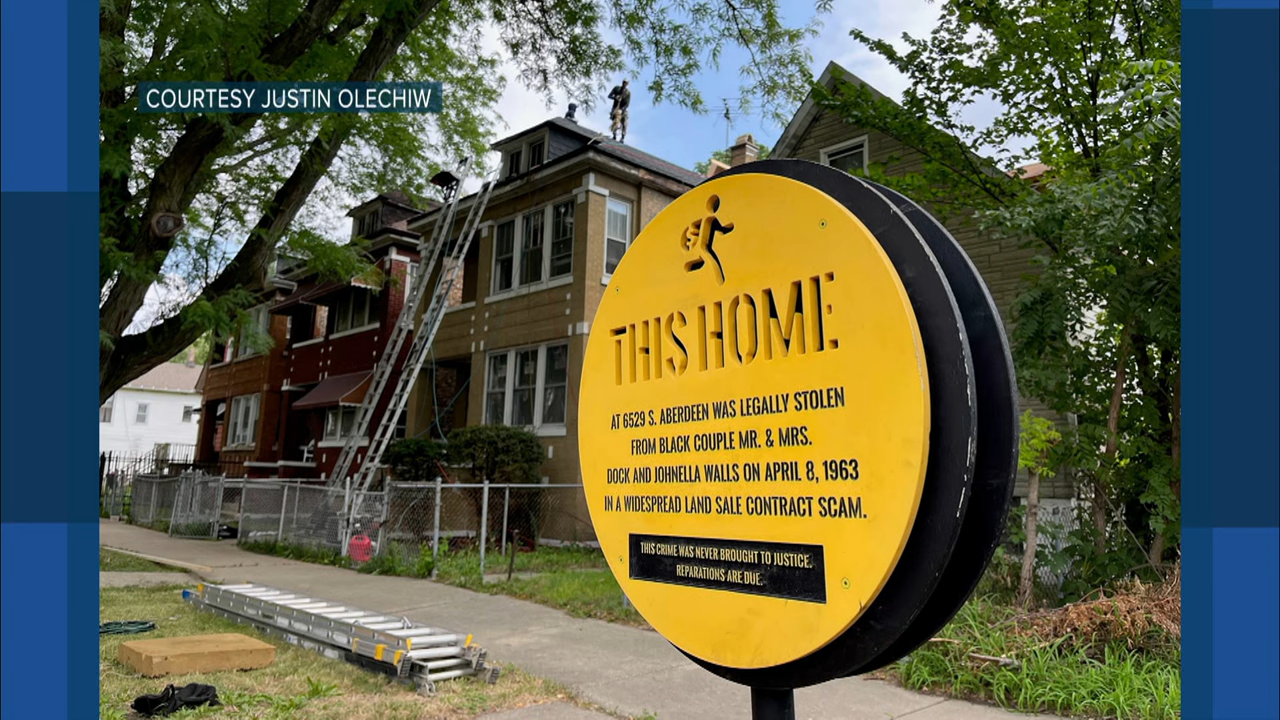 COURTESY JUSTIN OLECHIW
THIS HOME
AT 6529 S. ABERDEEN WAS LEGALLY STOLEN
FROM BLACK COUPLE MR. & MRS.
DOCK AND JOHNELLA WALLS ON APRIL 8, 1963
IN A WIDESPREAD LAND SALE CONTRACT SCAM.
THIS CRIME WAS NEVER BROUGHT TO JUSTICE.
REPARATIONS ARE DUE.